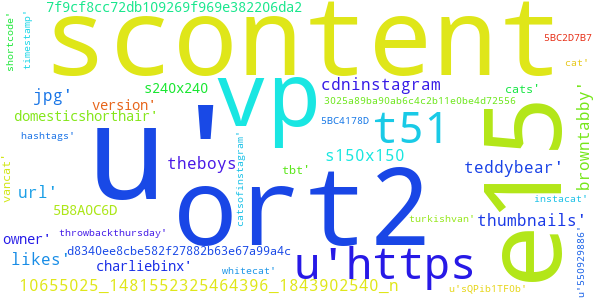 7f9cf8cc72db109269f969e382206da2
scontent
5BC2D7B7
shortcode'
timestamp'
cat'
jpg'
s240x240
vp
cdninstagram
cats'
version'
3025a89ba90ab6c4c2b11e0be4d72556
domesticshorthair'
u'
5BC4178D
t51
e15
browntabby'
hashtags'
catsofinstagram'
theboys
tbt'
s150x150
teddybear'
vancat'
url'
ort2
instacat'
5B8A0C6D
turkishvan'
thumbnails'
owner'
throwbackthursday'
u'550929886'
d8340ee8cbe582f27882b63e67a99a4c
likes'
charliebinx'
u'https
whitecat'
10655025_1481552325464396_1843902540_n
u'sQPib1TFOb'